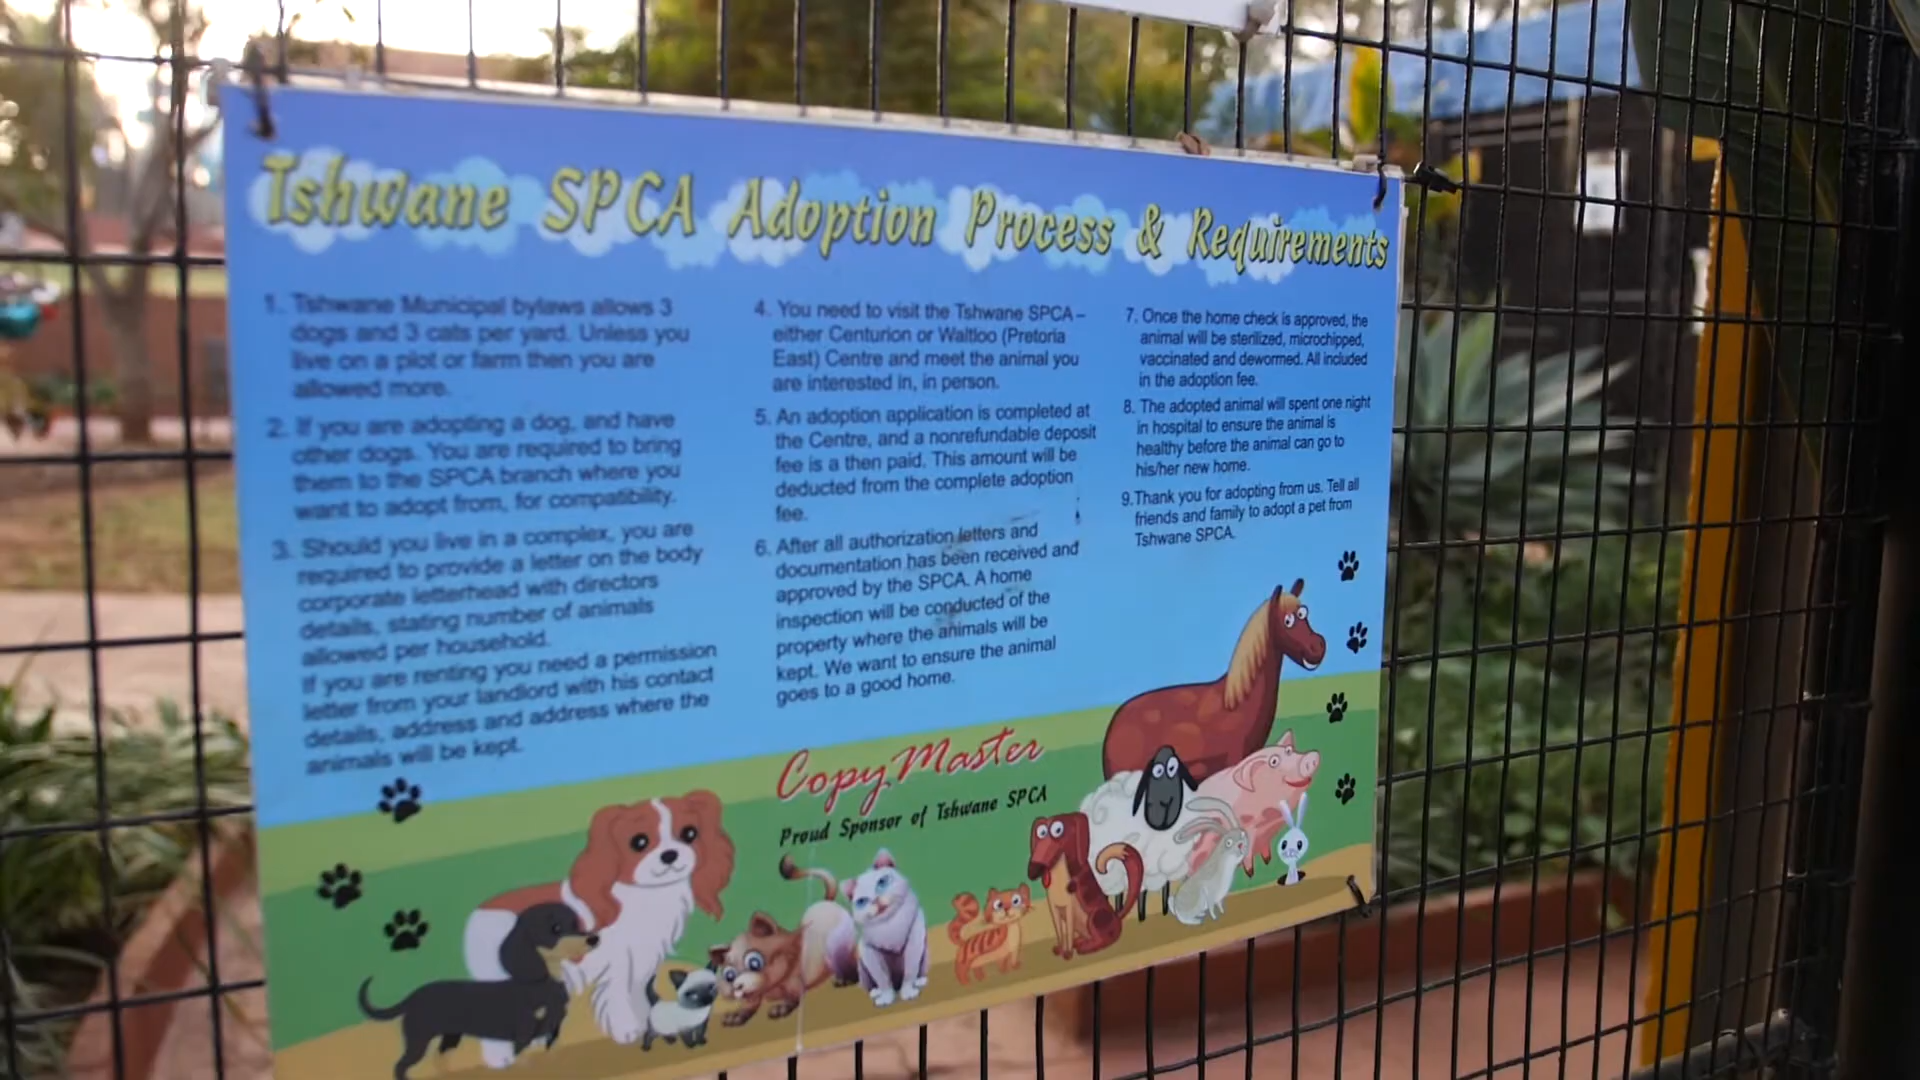 Tshwane SPCA Adoption Process & Requirements
1. Tshwane Municipal bylaws allows 3
dogs and 3 cats per yard. Unless you
live on a plot or farm then you are
allowed more.
2. If you are adopting a dog, and have
other dogs. You are required to bring
them to the SPCA branch where you
want to adopt from, for compatibility.
3. Should you live in a complex, you are
required to provide a letter on the body
corporate letterhead with directors
details, stating number of animals
allowed per household.
If you are renting you need a permission
letter from your landlord with his contact
details, address and address where the
animals will be kept.
4. You need to visit the Tshwane SPCA –
either Centurion or Waltloo (Pretoria
East) Centre and meet the animal you
are interested in, in person.
5. An adoption application is completed at
the Centre, and a nonrefundable deposit
fee is a then paid. This amount will be
deducted from the complete adoption
fee.
6. After all authorization letters and
documentation has been received and
approved by the SPCA. A home
inspection will be conducted of the
property where the animals will be
kept. We want to ensure the animal
goes to a good home.
7. Once the home check is approved, the
animal will be sterilized, microchipped,
vaccinated and dewormed. All included
in the adoption fee.
8. The adopted animal will spent one night
in hospital to ensure the animal is
healthy before the animal can go to
his/her new home.
9. Thank you for adopting from us. Tell all
friends and family to adopt a pet from
Tshwane SPCA.
Copy Master
Proud Sponsor of Tshwane SPCA